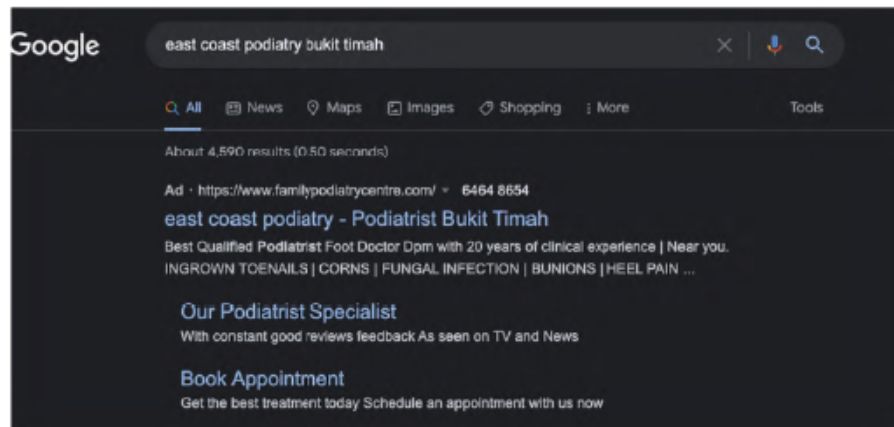 Google
east coast podiatry bukit timah
All News Maps Images Shopping More Tools
About 4,590 results (0.50 seconds)
Ad · https://www.familypodiatrycentre.com/ 6464 8654
east coast podiatry - Podiatrist Bukit Timah
Best Qualified Podiatrist Foot Doctor Dpm with 20 years of clinical experience | Near you.
INGROWN TOENAILS | CORNS | FUNGAL INFECTION | BUNIONS | HEEL PAIN ...
Our Podiatrist Specialist
With constant good reviews feedback As seen on TV and News
Book Appointment
Get the best treatment today Schedule an appointment with us now